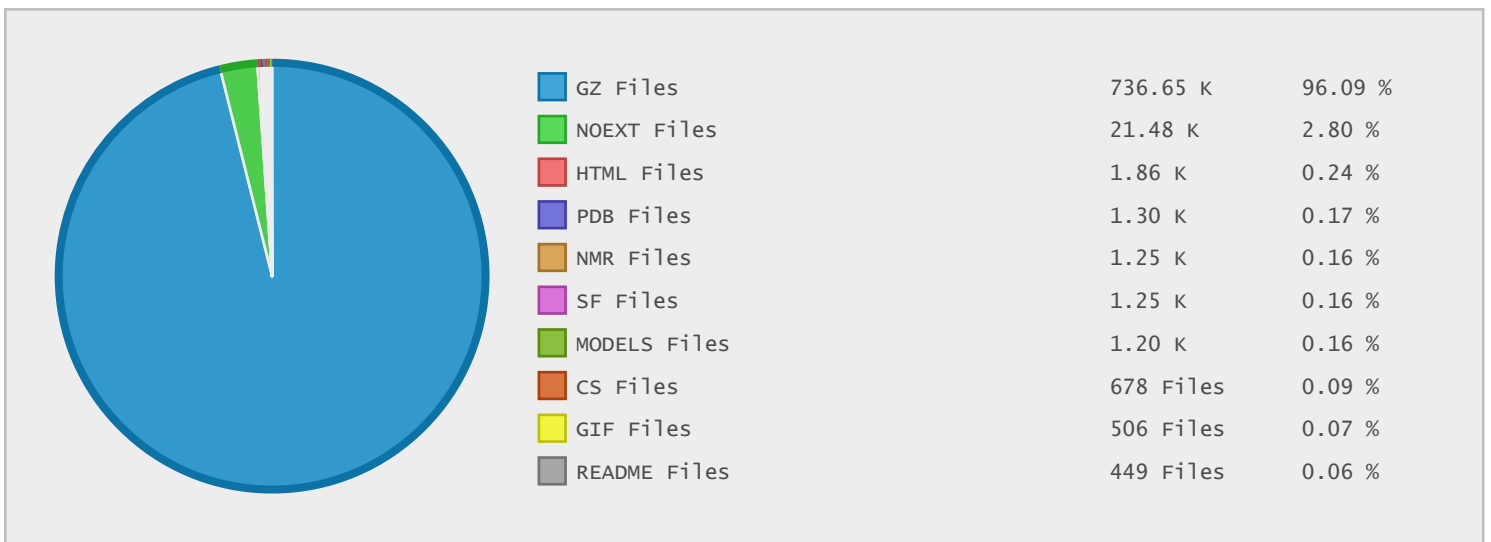 GZ Files 736.65 K 96.09 %
NOEXT Files 21.48 K 2.80 %
HTML Files 1.86 K 0.24 %
PDB Files 1.30 K 0.17 %
NMR Files 1.25 K 0.16 %
SF Files 1.25 K 0.16 %
MODELS Files 1.20 K 0.16 %
CS Files 678 Files 0.09 %
GIF Files 506 Files 0.07 %
README Files 449 Files 0.06 %